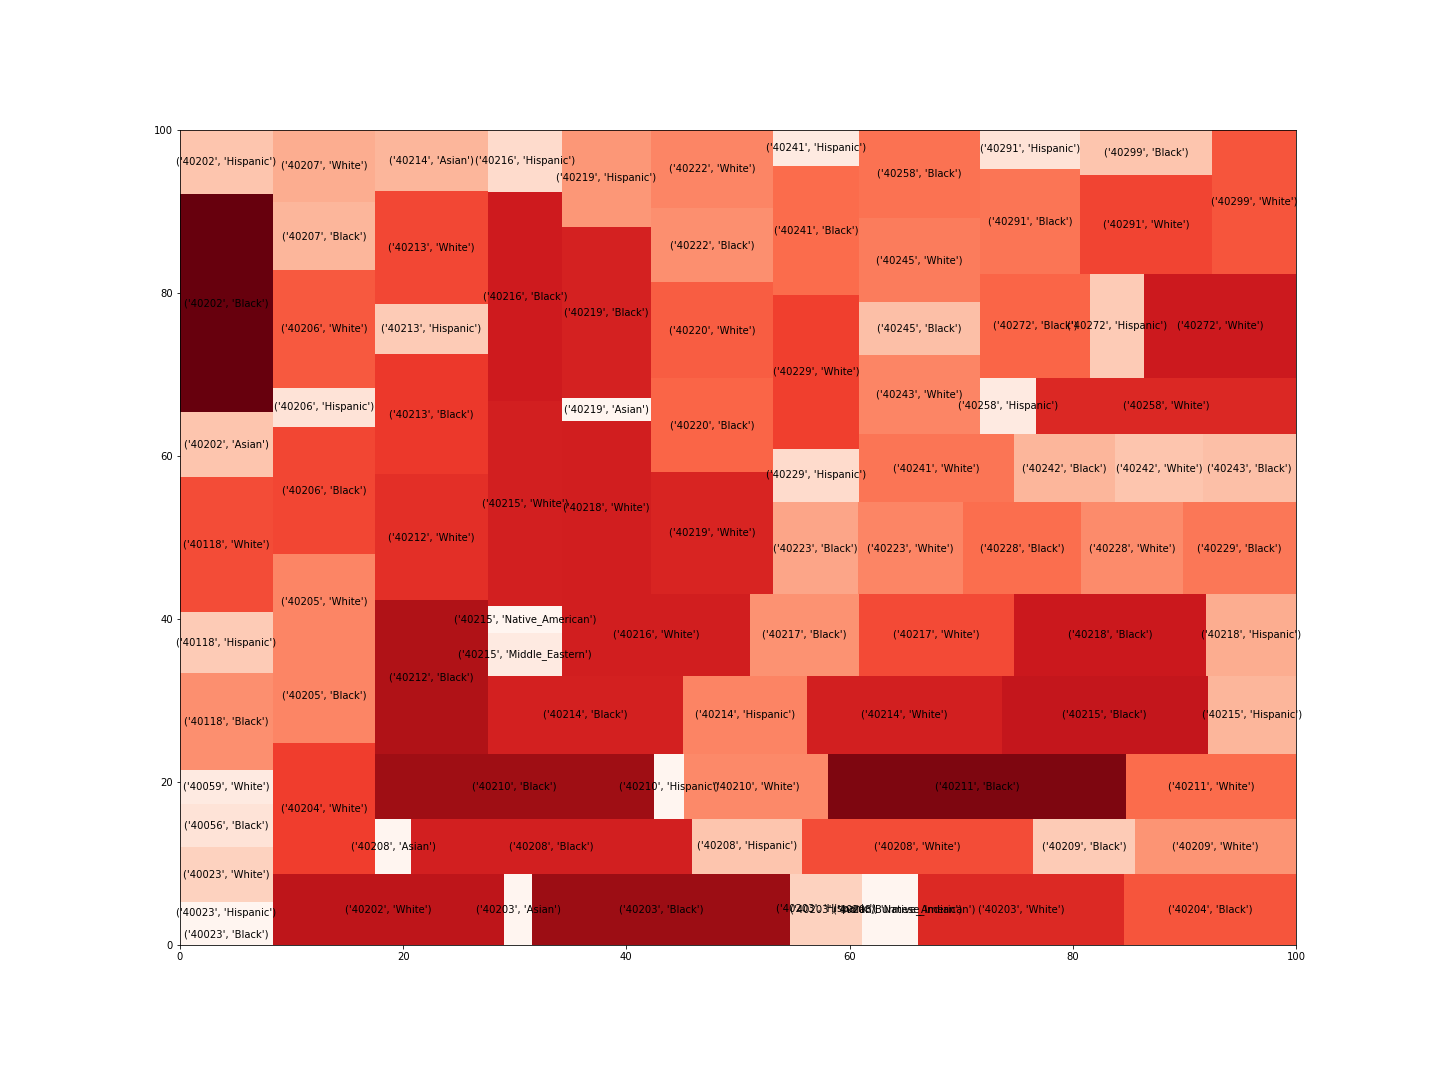 100
80
60
40
20
0
0
20
40
60
80
100
('40202', 'Hispanic')
('40202', 'Black')
('40202', 'Asian')
('40118', 'White')
('40118', 'Hispanic')
('40118', 'Black')
('40059', 'White')
('40056', 'Black')
('40023', 'White')
('40023', 'Hispanic')
('40023', 'Black')
('40207', 'White')
('40207', 'Black')
('40206', 'White')
('40206', 'Hispanic')
('40206', 'Black')
('40205', 'White')
('40205', 'Black')
('40204', 'White')
('40214', 'Asian')
('40213', 'White')
('40213', 'Hispanic')
('40213', 'Black')
('40212', 'White')
('40212', 'Black')
('40216', 'Hispanic')
('40216', 'Black')
('40215', 'White')
('40215', 'Native_American')
('40215', 'Middle_Eastern')
('40219', 'Hispanic')
('40219', 'Black')
('40219', 'Asian')
('40218', 'White')
('40222', 'White')
('40222', 'Black')
('40220', 'White')
('40220', 'Black')
('40219', 'White')
('40241', 'Hispanic')
('40241', 'Black')
('40229', 'White')
('40229', 'Hispanic')
('40258', 'Black')
('40245', 'White')
('40245', 'Black')
('40243', 'White')
('40291', 'Hispanic')
('40291', 'Black')
('40299', 'Black')
('40291', 'White')
('40299', 'White')
('40272', 'Black')
('40272', 'Hispanic')
('40272', 'White')
('40258', 'Hispanic')
('40258', 'White')
('40241', 'White')
('40242', 'Black')
('40242', 'White')
('40243', 'Black')
('40223', 'Black')
('40223', 'White')
('40228', 'Black')
('40228', 'White')
('40229', 'Black')
('40216', 'White')
('40217', 'Black')
('40217', 'White')
('40218', 'Black')
('40218', 'Hispanic')
('40214', 'Black')
('40214', 'Hispanic')
('40214', 'White')
('40215', 'Black')
('40215', 'Hispanic')
('40210', 'Black')
('40210', 'Hispanic')
('40210', 'White')
('40211', 'Black')
('40211', 'White')
('40208', 'Asian')
('40208', 'Black')
('40208', 'Hispanic')
('40208', 'White')
('40209', 'Black')
('40209', 'White')
('40202', 'White')
('40203', 'Asian')
('40203', 'Black')
('40203', 'White')
('40204', 'Black')